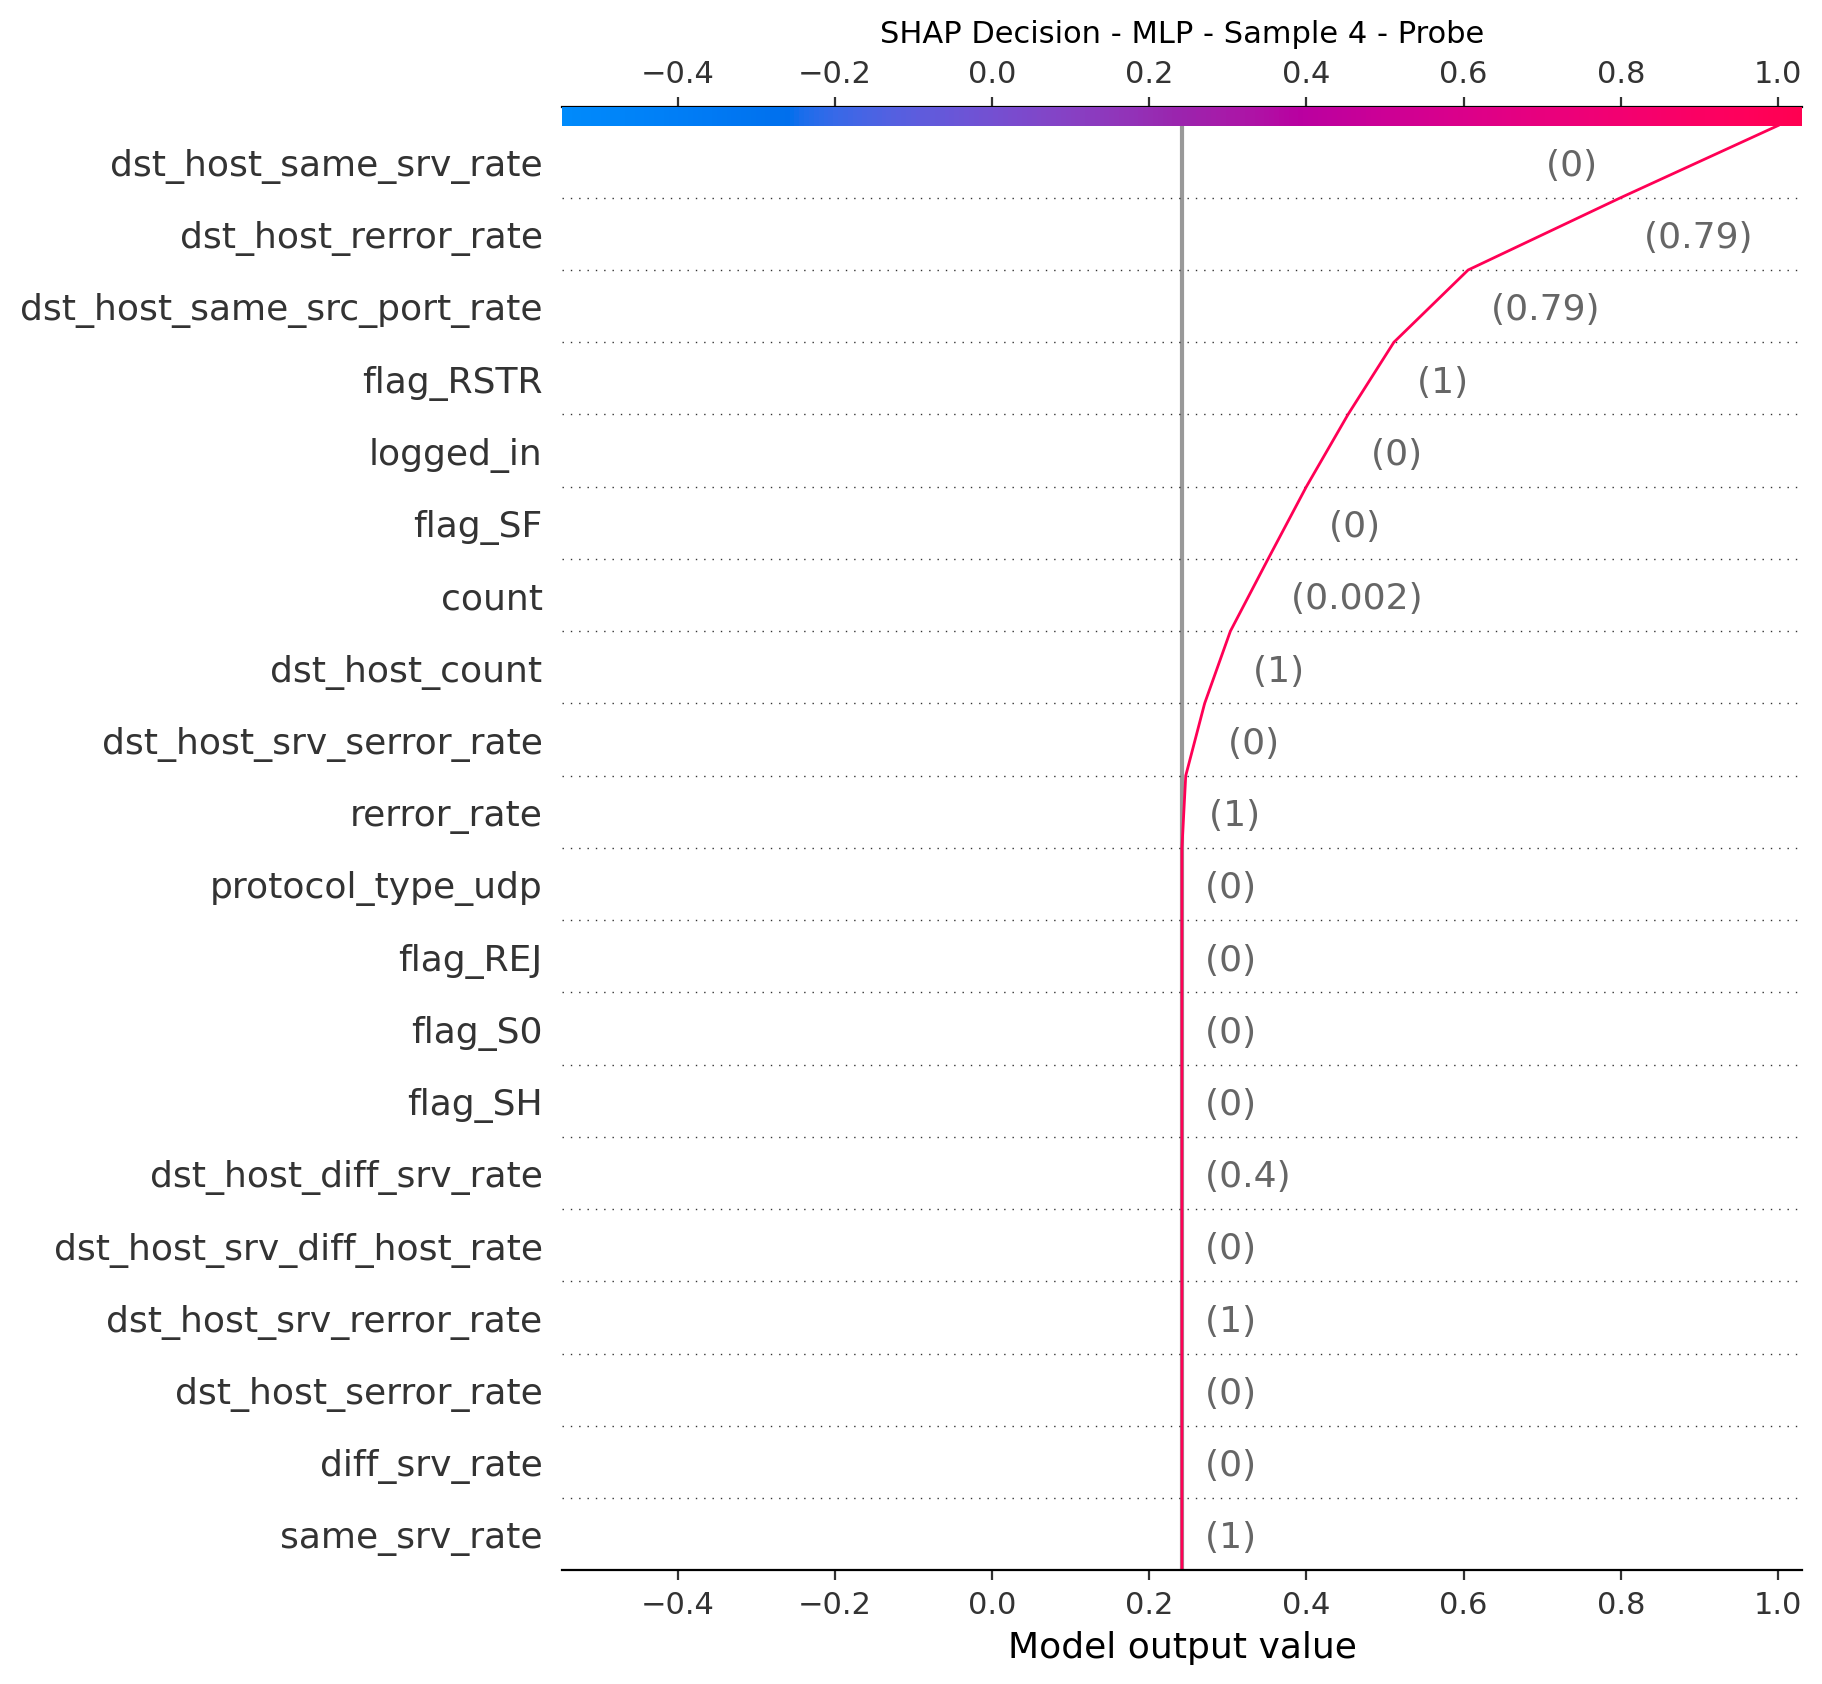 SHAP Decision - MLP - Sample 4 - Probe
−0.4 −0.2 0.0 0.2 0.4 0.6 0.8 1.0
dst_host_same_srv_rate (0)
dst_host_rerror_rate (0.79)
dst_host_same_src_port_rate (0.79)
flag_RSTR (1)
logged_in (0)
flag_SF (0)
count (0.002)
dst_host_count (1)
dst_host_srv_serror_rate (0)
rerror_rate (1)
protocol_type_udp (0)
flag_REJ (0)
flag_S0 (0)
flag_SH (0)
dst_host_diff_srv_rate (0.4)
dst_host_srv_diff_host_rate (0)
dst_host_srv_rerror_rate (1)
dst_host_serror_rate (0)
diff_srv_rate (0)
same_srv_rate (1)
−0.4 −0.2 0.0 0.2 0.4 0.6 0.8 1.0
Model output value